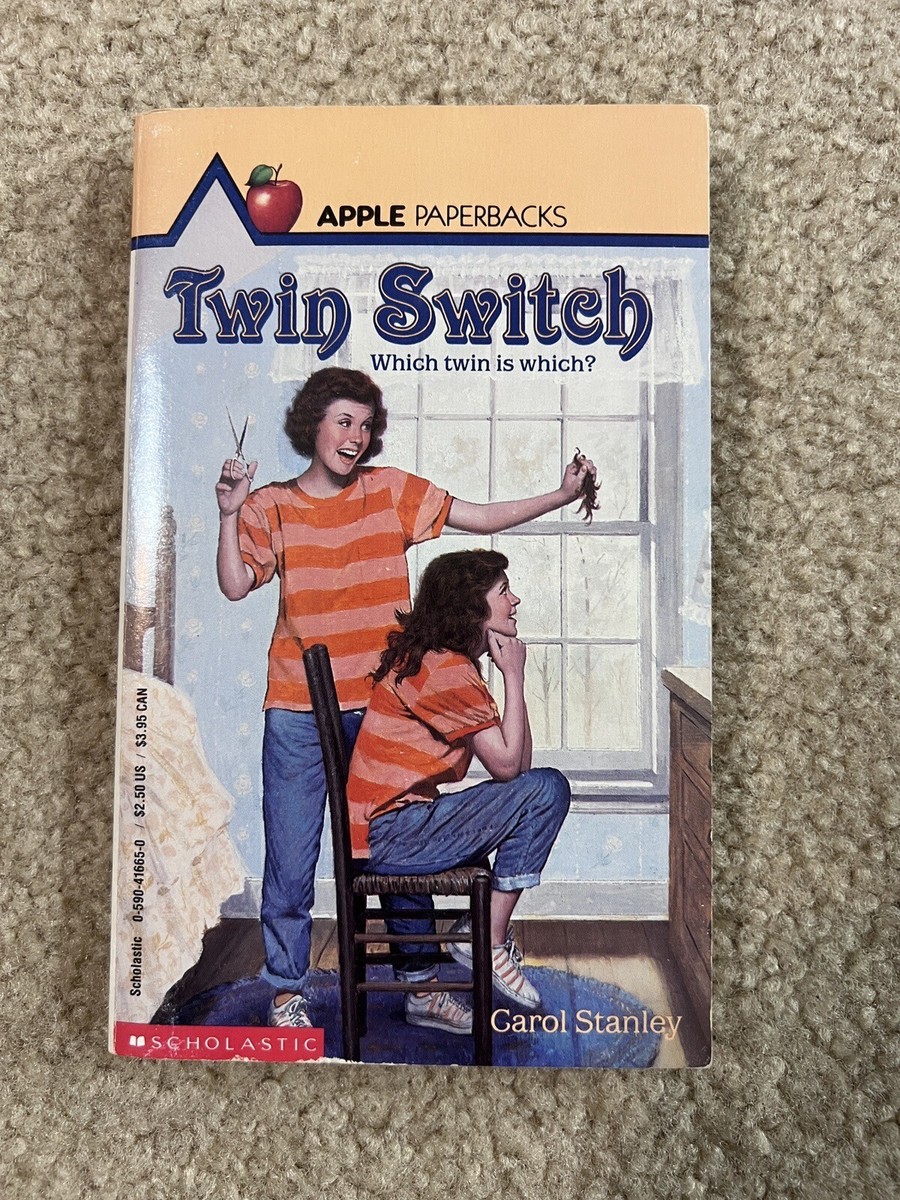 APPLE PAPERBACKS
Twin Switch
Which twin is which?
Scholastic 0-590-41665-0 / $2.50 US / $3.95 CAN
Carol Stanley
SCHOLASTIC